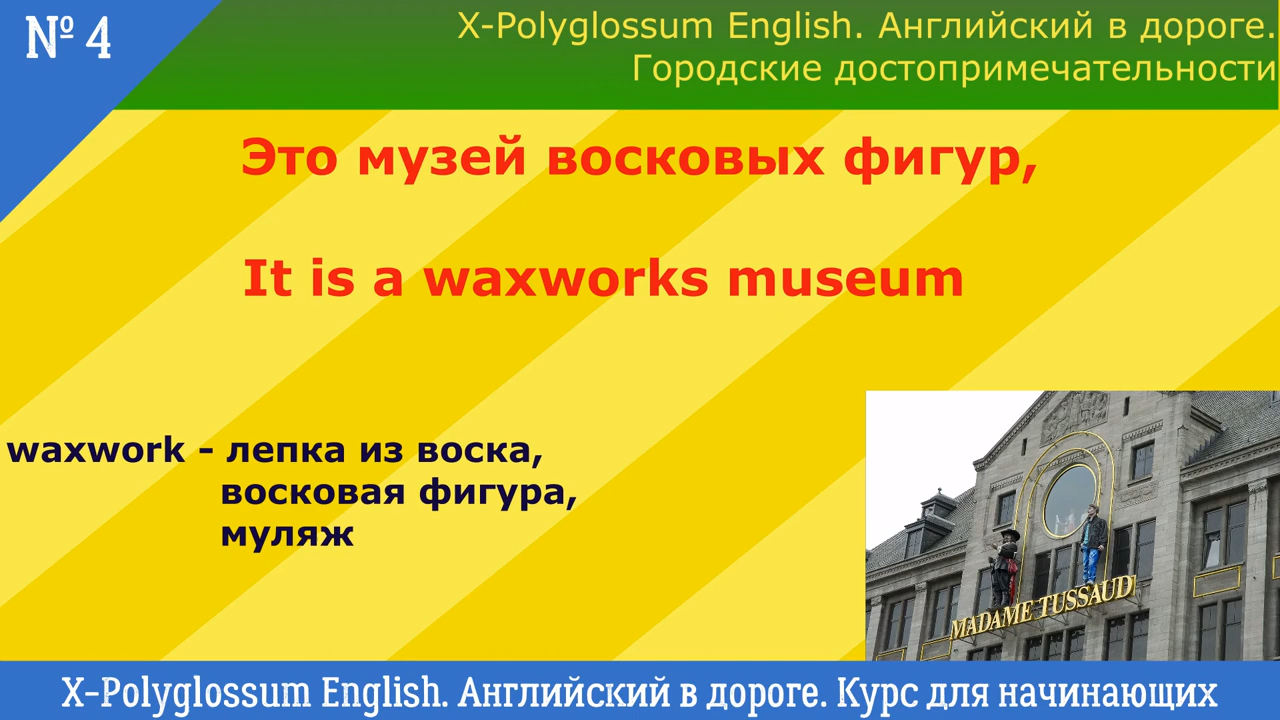 № 4
X-Polyglossum English. Английский в дороге.
Городские достопримечательности
Это музей восковых фигур,
It is a waxworks museum
waxwork - лепка из воска,
восковая фигура,
муляж
MADAME TUSSAUD
X-Polyglossum English. Английский в дороге. Курс для начинающих